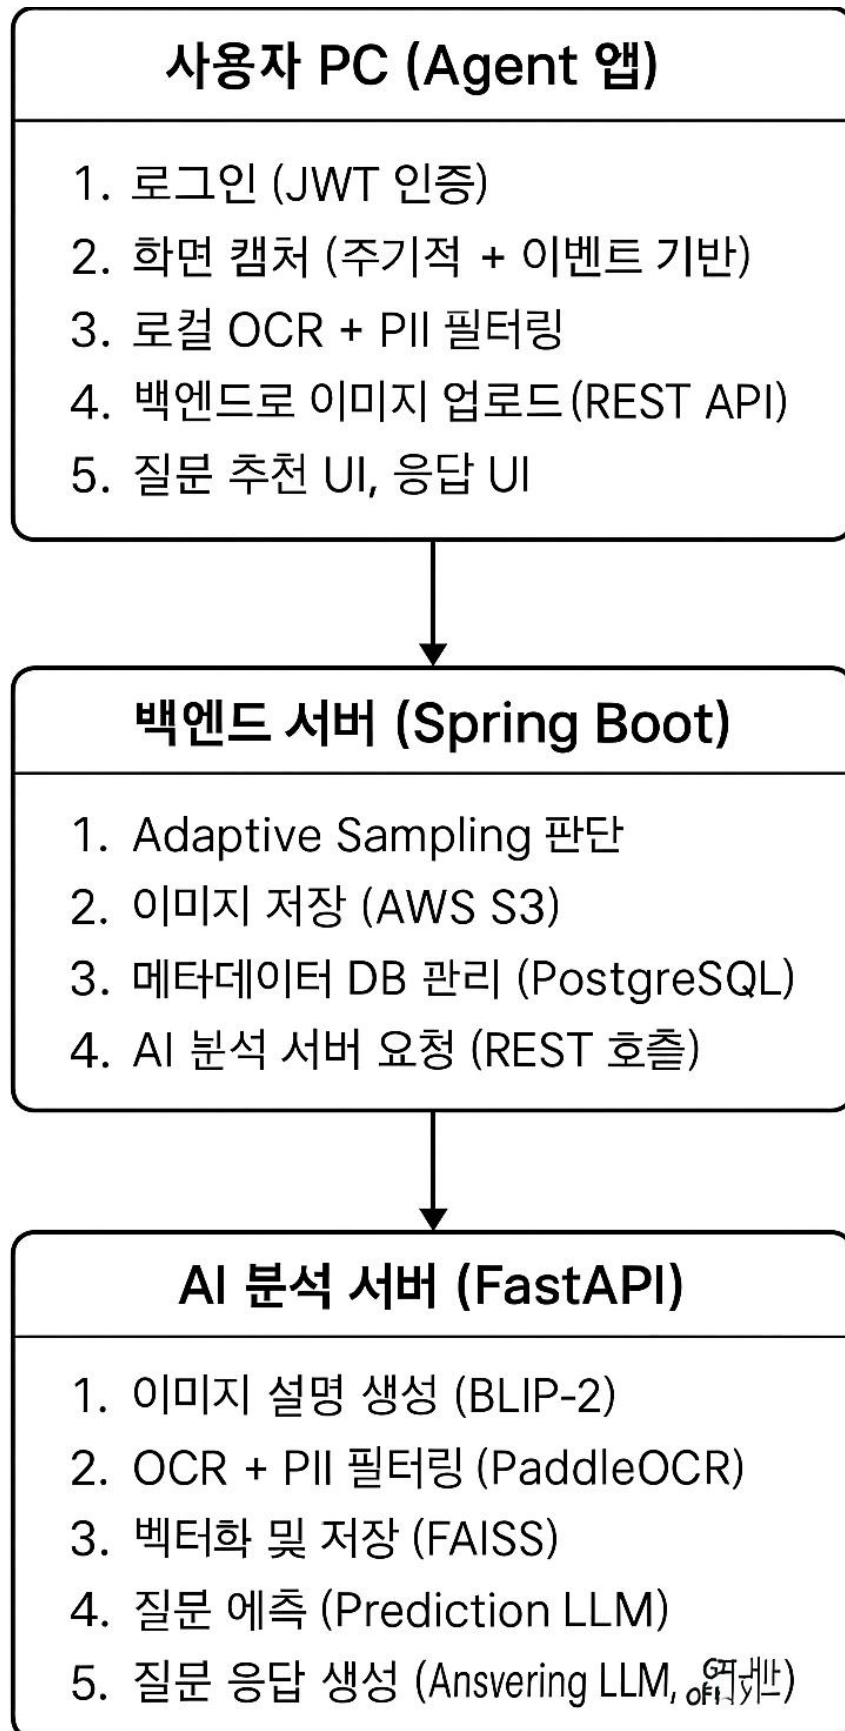 사용자 PC (Agent 앱)
1. 로그인 (JWT 인증)
2. 화면 캡처 (주기적 + 이벤트 기반)
3. 로컬 OCR + PII 필터링
4. 백엔드로 이미지 업로드 (REST API)
5. 질문 추천 UI, 응답 UI
백엔드 서버 (Spring Boot)
1. Adaptive Sampling 판단
2. 이미지 저장 (AWS S3)
3. 메타데이터 DB 관리 (PostgreSQL)
4. AI 분석 서버 요청 (REST 호츨)
AI 분석 서버 (FastAPI)
1. 이미지 설명 생성 (BLIP-2)
2. OCR + PII 필터링 (PaddleOCR)
3. 벡터화 및 저장 (FAISS)
4. 질문 에측 (Prediction LLM)
5. 질문 응답 생성 (Ansvering LLM,